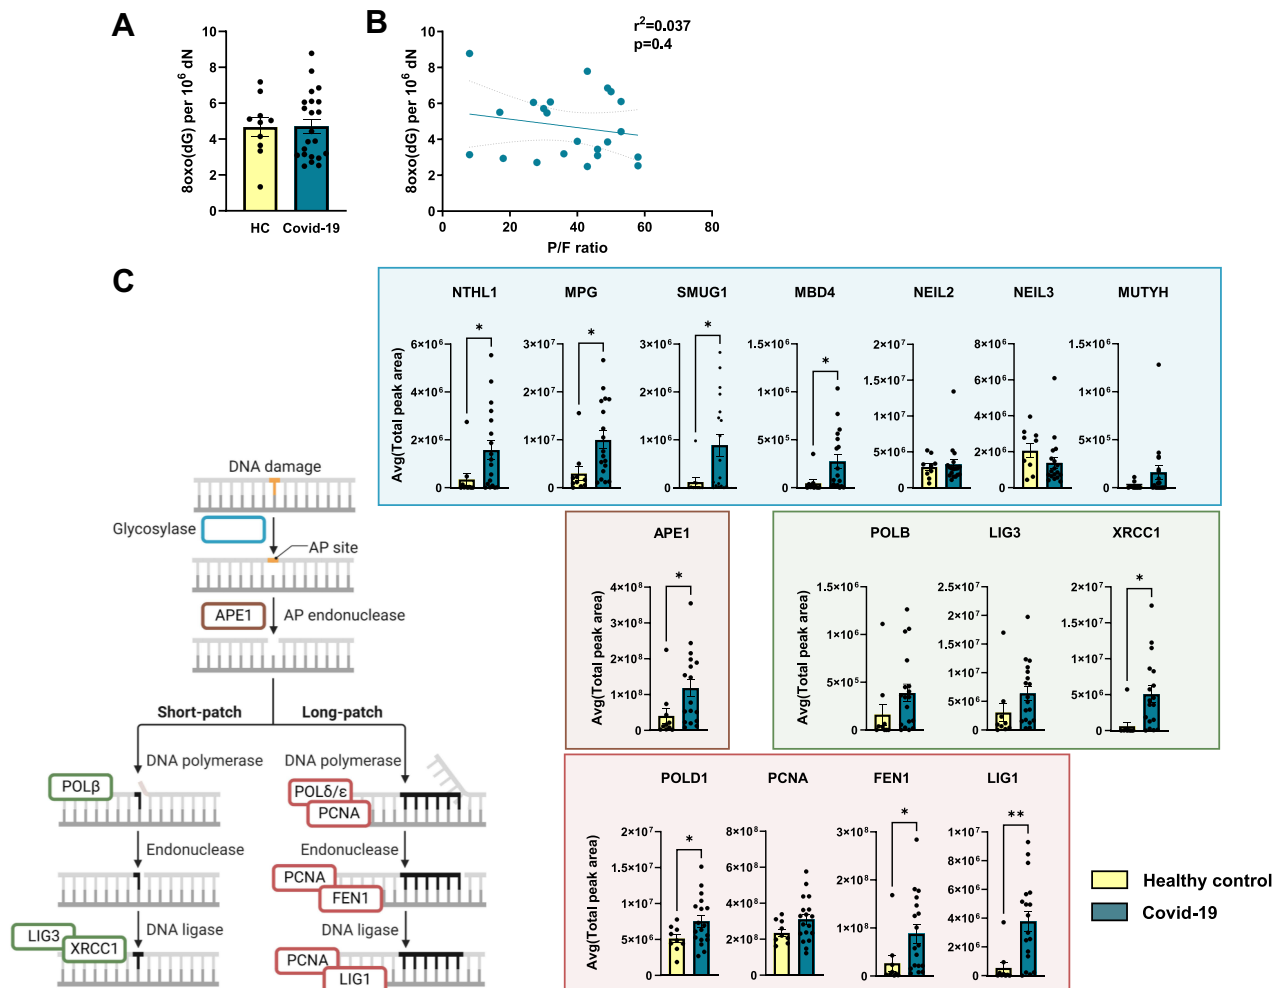 A
8oxo(dG) per 10⁶ dN
10
8
6
4
2
0
HC Covid-19
B
8oxo(dG) per 10⁶ dN
10
8
6
4
2
0
0 20 40 60 80
P/F ratio
r²=0.037
p=0.4
C
DNA damage
Glycosylase
AP site
APE1
AP endonuclease
Short-patch
Long-patch
DNA polymerase
DNA polymerase
POLβ
POLδ/ε
PCNA
Endonuclease
Endonuclease
PCNA
FEN1
DNA ligase
DNA ligase
LIG3
XRCC1
PCNA
LIG1
NTHL1
MPG
SMUG1
MBD4
NEIL2
NEIL3
MUTYH
Avg(Total peak area)
6×10⁶
4×10⁶
2×10⁶
0
*
3×10⁷
2×10⁷
1×10⁷
0
*
3×10⁶
2×10⁶
1×10⁶
0
*
1.5×10⁶
1×10⁶
5×10⁵
0
*
2×10⁷
1.5×10⁷
1×10⁷
5×10⁶
0
8×10⁶
6×10⁶
4×10⁶
2×10⁶
0
1.5×10⁶
1×10⁶
5×10⁵
0
APE1
Avg(Total peak area)
4×10⁸
3×10⁸
2×10⁸
1×10⁸
0
*
POLB
LIG3
XRCC1
Avg(Total peak area)
1.5×10⁶
1×10⁶
5×10⁵
0
2.5×10⁷
2×10⁷
1.5×10⁷
1×10⁷
5×10⁶
0
2×10⁷
1.5×10⁷
1×10⁷
5×10⁶
0
*
POLD1
PCNA
FEN1
LIG1
Avg(Total peak area)
2×10⁷
1.5×10⁷
1×10⁷
5×10⁶
0
*
8×10⁸
6×10⁸
4×10⁸
2×10⁸
0
3×10⁸
2×10⁸
1×10⁸
0
*
1×10⁷
8×10⁶
6×10⁶
4×10⁶
2×10⁶
0
**
Healthy control
Covid-19